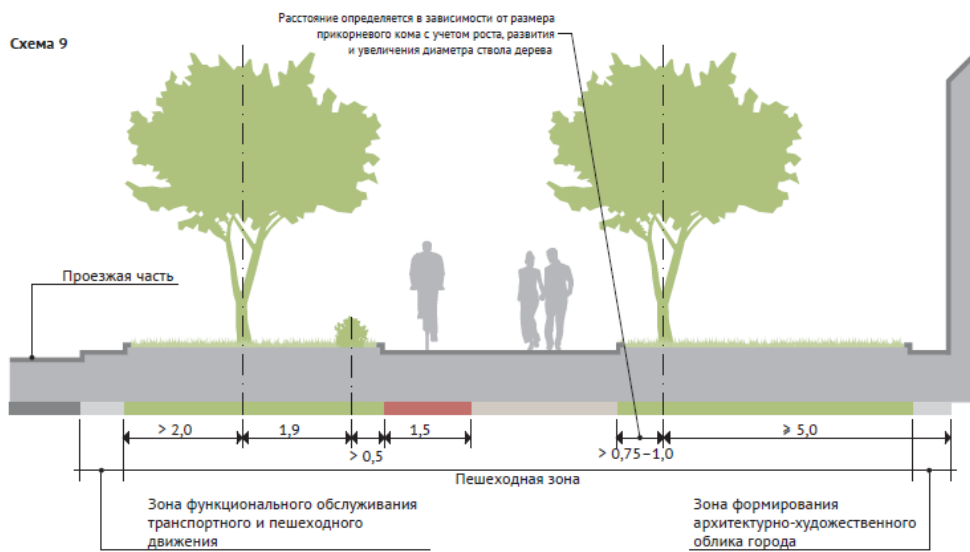 Расстояние определяется в зависимости от размера
прикорневого кома с учетом роста, развития
и увеличения диаметра ствола дерева
Схема 9
Проезжая часть
> 2,0
1,9
> 0,5
1,5
> 0,75–1,0
⩾ 5,0
Пешеходная зона
Зона функционального обслуживания
транспортного и пешеходного
движения
Зона формирования
архитектурно-художественного
облика города